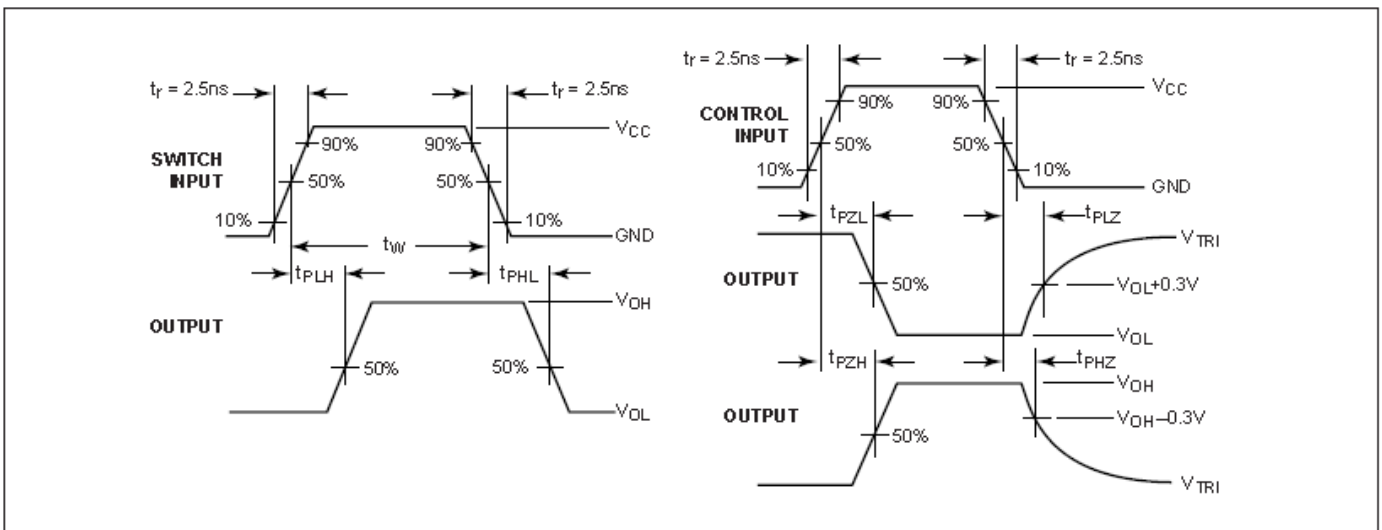 tr = 2.5ns
tf = 2.5ns
SWITCH
INPUT
90%
90%
VCC
50%
50%
10%
10%
GND
tW
tPLH
tPHL
OUTPUT
VOH
50%
50%
VOL
tr = 2.5ns
tr = 2.5ns
CONTROL
INPUT
90%
90%
VCC
50%
50%
10%
10%
GND
tPZL
tPLZ
OUTPUT
VTRI
50%
VOL+0.3V
VOL
tPZH
tPHZ
OUTPUT
VOH
VOH–0.3V
50%
VTRI